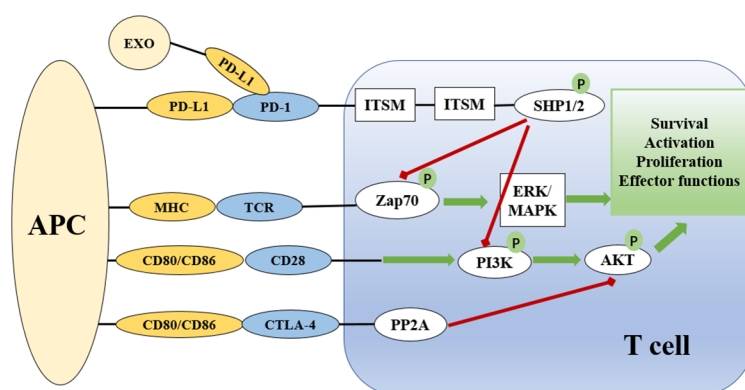 EXO
PD-L1
PD-L1
PD-1
ITSM
ITSM
SHP1/2
P
Survival
Activation
Proliferation
Effector functions
APC
MHC
TCR
Zap70
P
ERK/
MAPK
CD80/CD86
CD28
PI3K
P
AKT
P
CD80/CD86
CTLA-4
PP2A
T cell